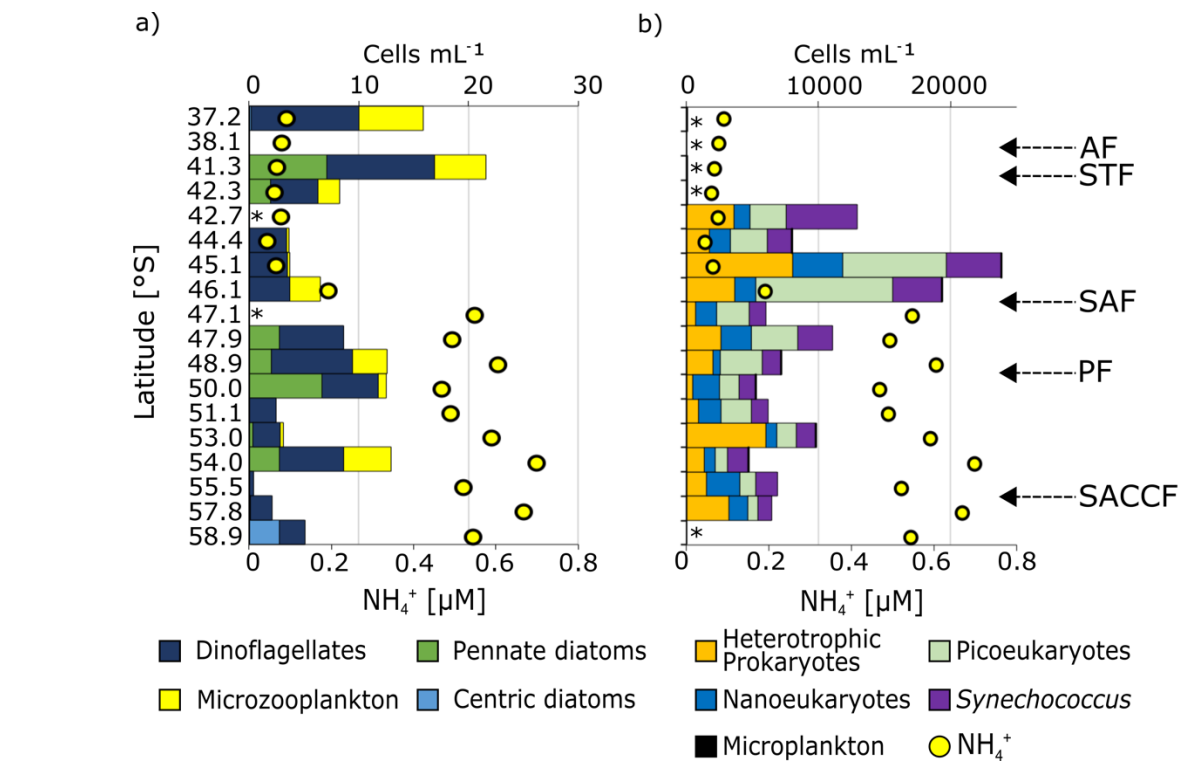 a)
b)
Cells mL⁻¹
Cells mL⁻¹
0 10 20 30
0 100000 200000
37.2
38.1
41.3
42.3
42.7 *
44.4
45.1
46.1
47.1 *
47.9
48.9
50.0
51.1
53.0
54.0
55.5
57.8
58.9
Latitude [°S]
*
*
*
*
*
AF
STF
SAF
PF
SACCF
0 0.2 0.4 0.6 0.8
0 0.2 0.4 0.6 0.8
NH₄⁺ [µM]
NH₄⁺ [µM]
Dinoflagellates
Pennate diatoms
Microzooplankton
Centric diatoms
Heterotrophic
Prokaryotes
Picoeukaryotes
Nanoeukaryotes
Synechococcus
Microplankton
NH₄⁺